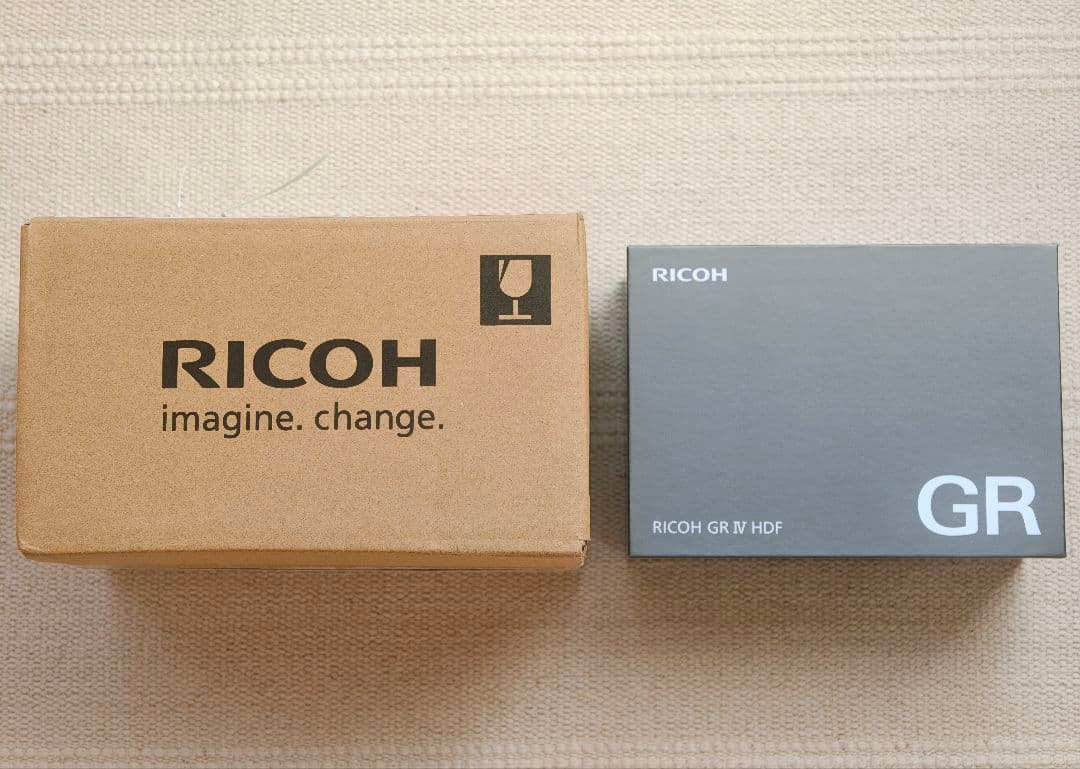 RICOH
imagine. change.
RICOH
GR
RICOH GR Ⅳ HDF